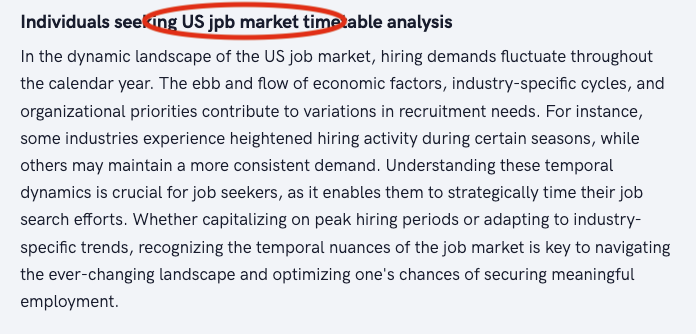 Individuals seeking US jpb market timetable analysis
In the dynamic landscape of the US job market, hiring demands fluctuate throughout
the calendar year. The ebb and flow of economic factors, industry-specific cycles, and
organizational priorities contribute to variations in recruitment needs. For instance,
some industries experience heightened hiring activity during certain seasons, while
others may maintain a more consistent demand. Understanding these temporal
dynamics is crucial for job seekers, as it enables them to strategically time their job
search efforts. Whether capitalizing on peak hiring periods or adapting to industry-
specific trends, recognizing the temporal nuances of the job market is key to navigating
the ever-changing landscape and optimizing one's chances of securing meaningful
employment.